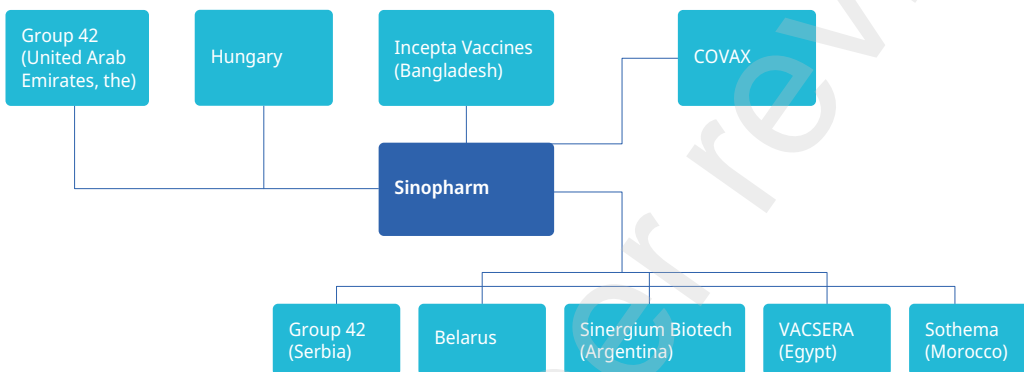 Group 42
(United Arab
Emirates, the)
Hungary
Incepta Vaccines
(Bangladesh)
COVAX
Sinopharm
Group 42
(Serbia)
Belarus
Sinergium Biotech
(Argentina)
VACSERA
(Egypt)
Sothema
(Morocco)